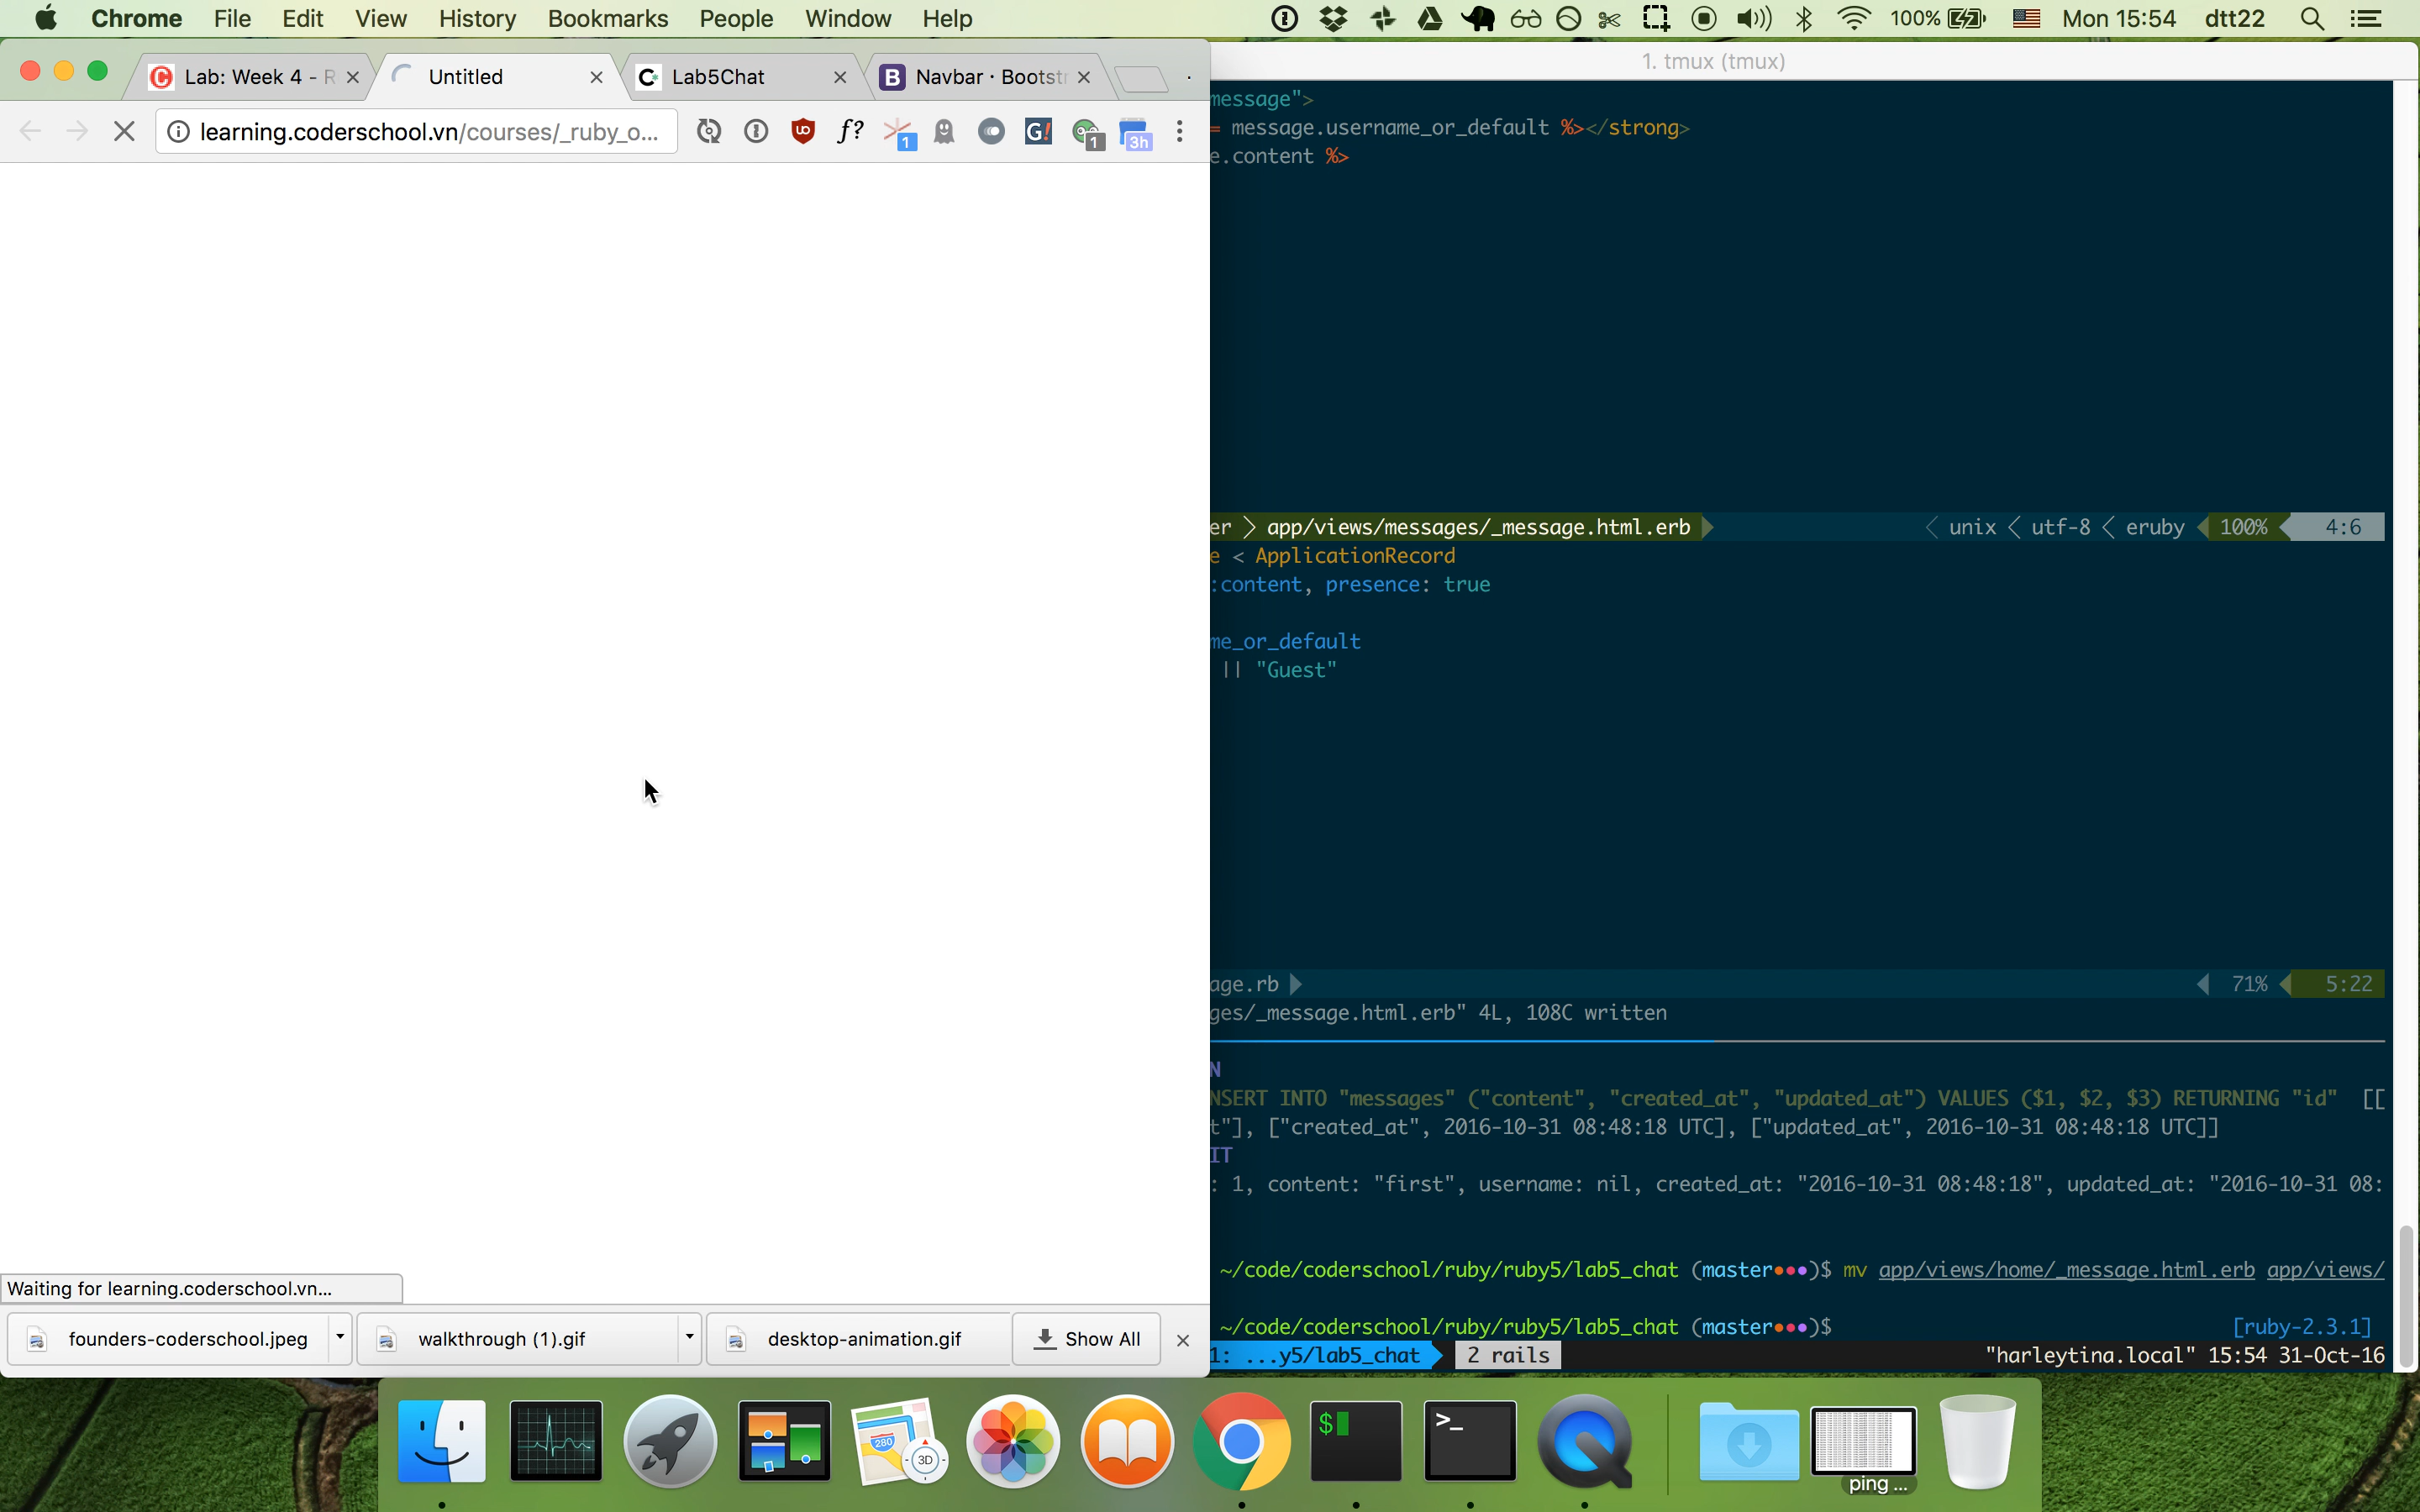 Chrome File Edit View History Bookmarks People Window Help 100% Mon 15:54 dtt22
Lab: Week 4 - R Untitled Lab5Chat Navbar · Bootstr
learning.coderschool.vn/courses/_ruby_o... f? 1 G! 1 3h
1. tmux (tmux)
message">
= message.username_or_default %></strong>
e.content %>
er > app/views/messages/_message.html.erb < unix < utf-8 < eruby 100% 4:6
e < ApplicationRecord
:content, presence: true
me_or_default
|| "Guest"
age.rb 71% 5:22
ges/_message.html.erb" 4L, 108C written
N
NSERT INTO "messages" ("content", "created_at", "updated_at") VALUES ($1, $2, $3) RETURNING "id" [[
t"], ["created_at", 2016-10-31 08:48:18 UTC], ["updated_at", 2016-10-31 08:48:18 UTC]]
IT
: 1, content: "first", username: nil, created_at: "2016-10-31 08:48:18", updated_at: "2016-10-31 08:
~/code/coderschool/ruby/ruby5/lab5_chat (master●●●)$ mv app/views/home/_message.html.erb app/views/
~/code/coderschool/ruby/ruby5/lab5_chat (master●●●)$ [ruby-2.3.1]
1: ...y5/lab5_chat 2 rails "harleytina.local" 15:54 31-Oct-16
Waiting for learning.coderschool.vn...
founders-coderschool.jpeg walkthrough (1).gif desktop-animation.gif Show All
280
3D
$
>_
ping ...